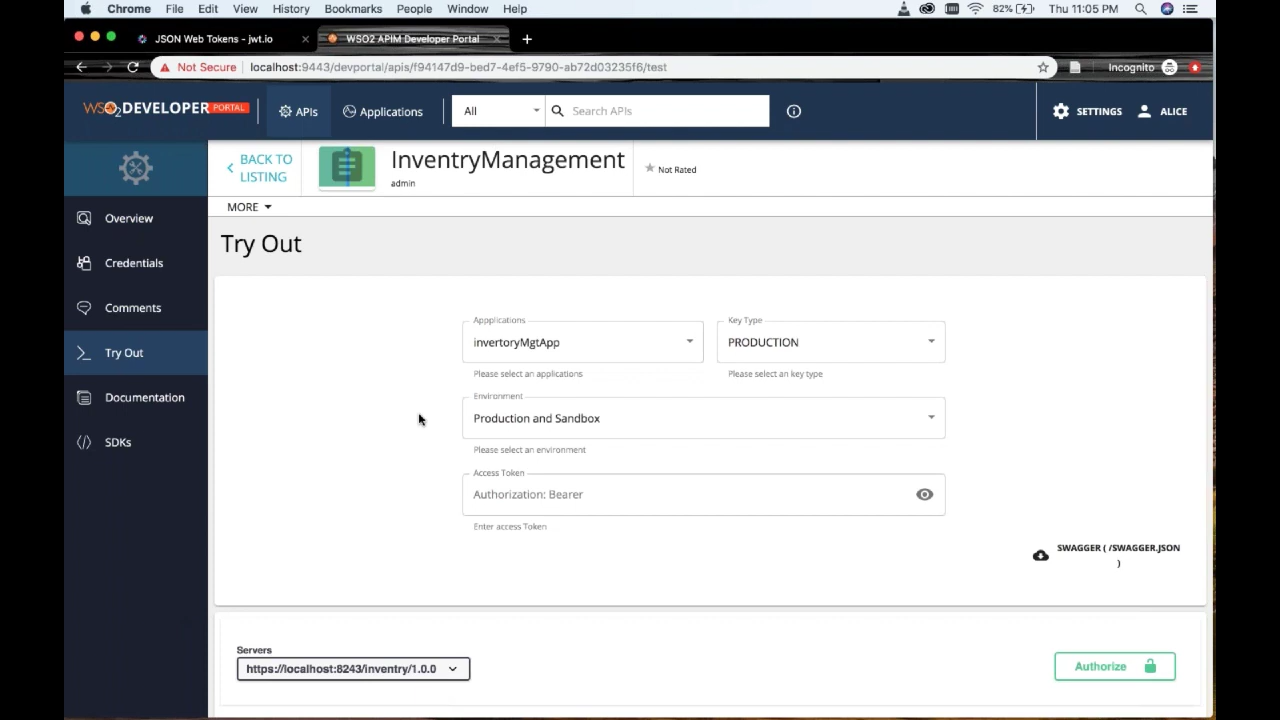 Chrome File Edit View History Bookmarks People Window Help 82% Thu 11:05 PM
JSON Web Tokens - jwt.io WSO2 APIM Developer Portal
Not Secure localhost:9443/devportal/apis/f94147d9-bed7-4ef5-9790-ab72d03235f6/test Incognito
WSO2 DEVELOPER PORTAL APIs Applications All Search APIs SETTINGS ALICE
BACK TO
LISTING
InventryManagement
admin
Not Rated
MORE
Overview
Credentials
Comments
Try Out
Documentation
SDKs
Try Out
Appplications Key Type
invertoryMgtApp PRODUCTION
Please select an applications Please select an key type
Environment
Production and Sandbox
Please select an environment
Access Token
Authorization: Bearer
Enter access Token
SWAGGER ( /SWAGGER.JSON
)
Servers
https://localhost:8243/inventry/1.0.0
Authorize